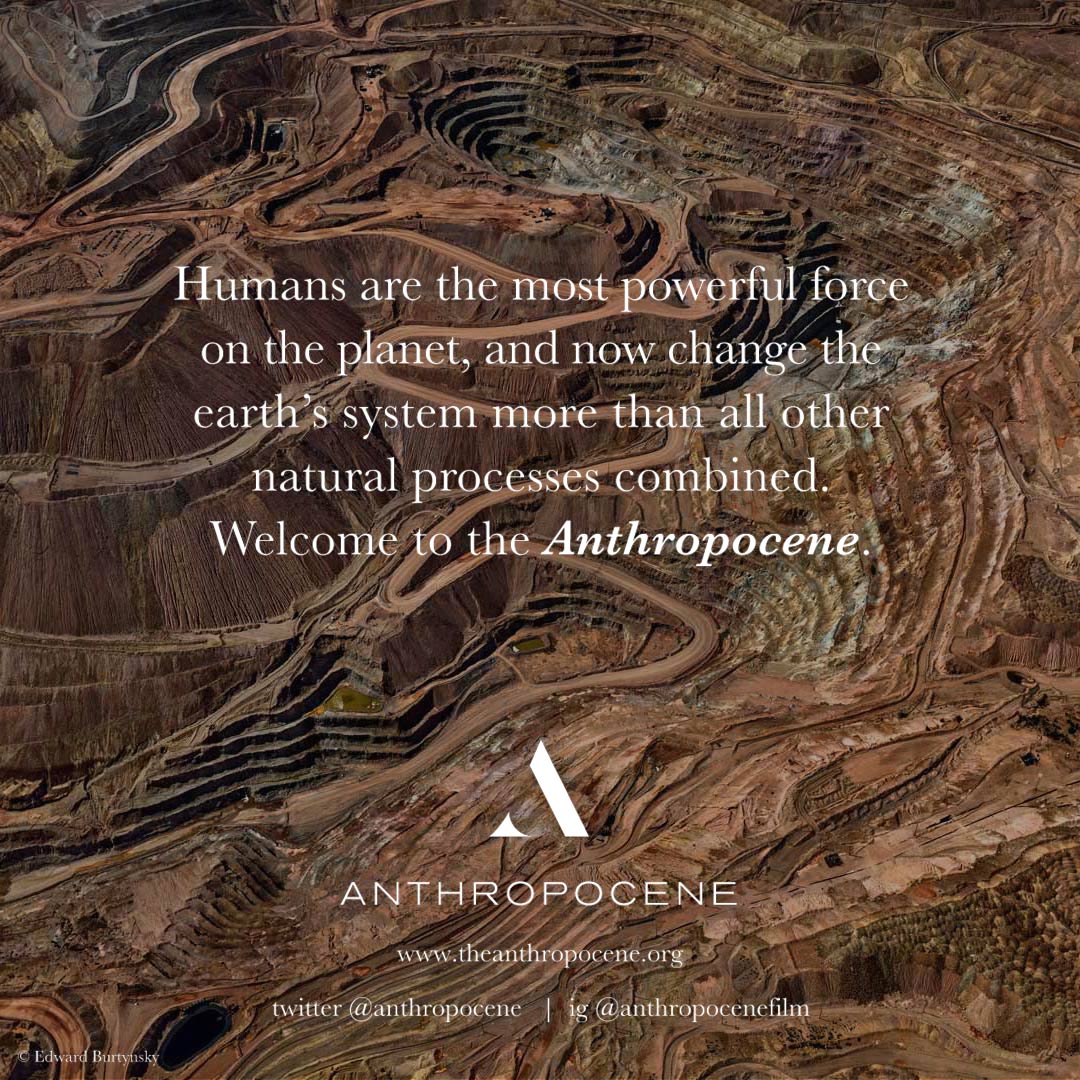 Humans are the most powerful force
on the planet, and now change the
earth’s system more than all other
natural processes combined.
Welcome to the Anthropocene.
ANTHROPOCENE
www.theanthropocene.org
twitter @anthropocene | ig @anthropocenefilm
© Edward Burtynsky